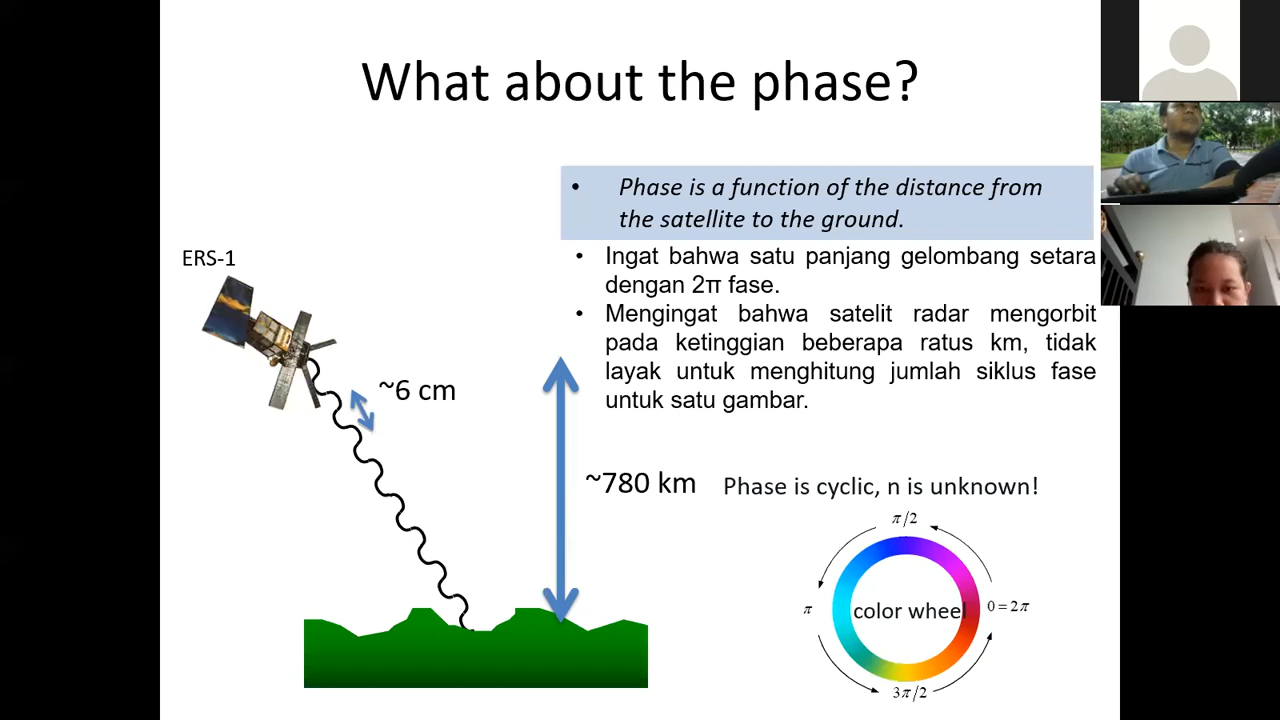 What about the phase?
• Phase is a function of the distance from
the satellite to the ground.
• Ingat bahwa satu panjang gelombang setara
dengan 2π fase.
• Mengingat bahwa satelit radar mengorbit
pada ketinggian beberapa ratus km, tidak
layak untuk menghitung jumlah siklus fase
untuk satu gambar.
ERS-1
~6 cm
~780 km
Phase is cyclic, n is unknown!
π/2
π
color wheel
0 = 2π
3π/2